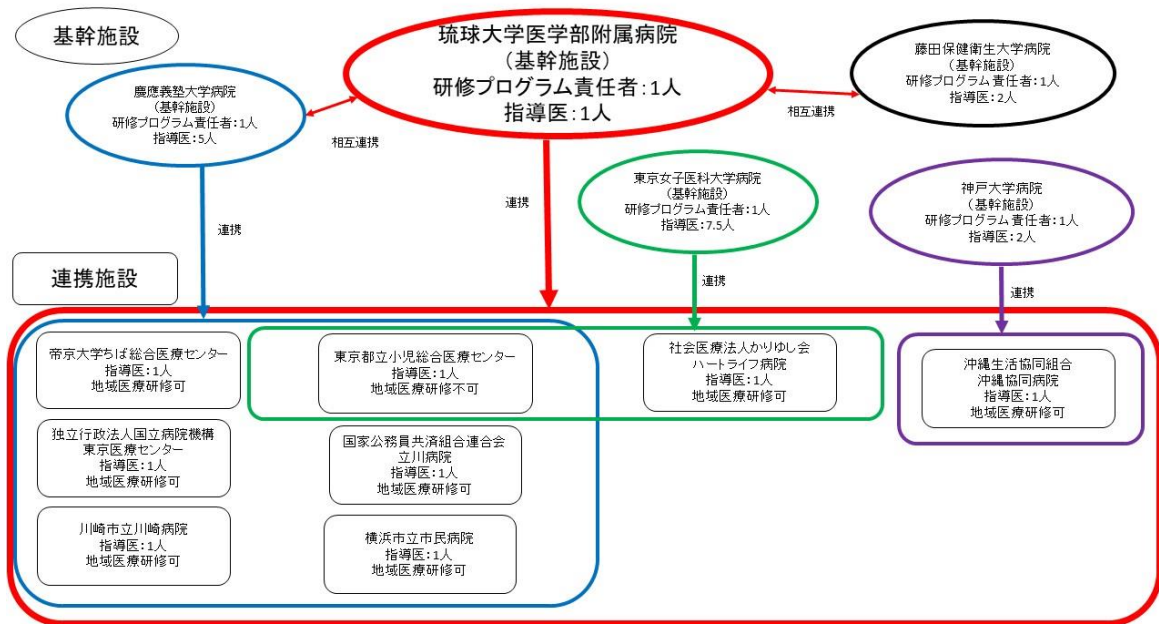 基幹施設
琉球大学医学部附属病院
(基幹施設)
研修プログラム責任者:1人
指導医:1人
慶應義塾大学病院
(基幹施設)
研修プログラム責任者:1人
指導医:5人
藤田保健衛生大学病院
(基幹施設)
研修プログラム責任者:1人
指導医:2人
相互連携
相互連携
東京女子医科大学病院
(基幹施設)
研修プログラム責任者:1人
指導医:7.5人
神戸大学病院
(基幹施設)
研修プログラム責任者:1人
指導医:2人
連携
連携
連携
連携
連携施設
帝京大学ちば総合医療センター
指導医:1人
地域医療研修可
東京都立小児総合医療センター
指導医:1人
地域医療研修不可
社会医療法人かりゆし会
ハートライフ病院
指導医:1人
地域医療研修可
沖縄生活協同組合
沖縄協同病院
指導医:1人
地域医療研修可
独立行政法人国立病院機構
東京医療センター
指導医:1人
地域医療研修可
国家公務員共済組合連合会
立川病院
指導医:1人
地域医療研修可
川崎市立川崎病院
指導医:1人
地域医療研修可
横浜市立市民病院
指導医:1人
地域医療研修可